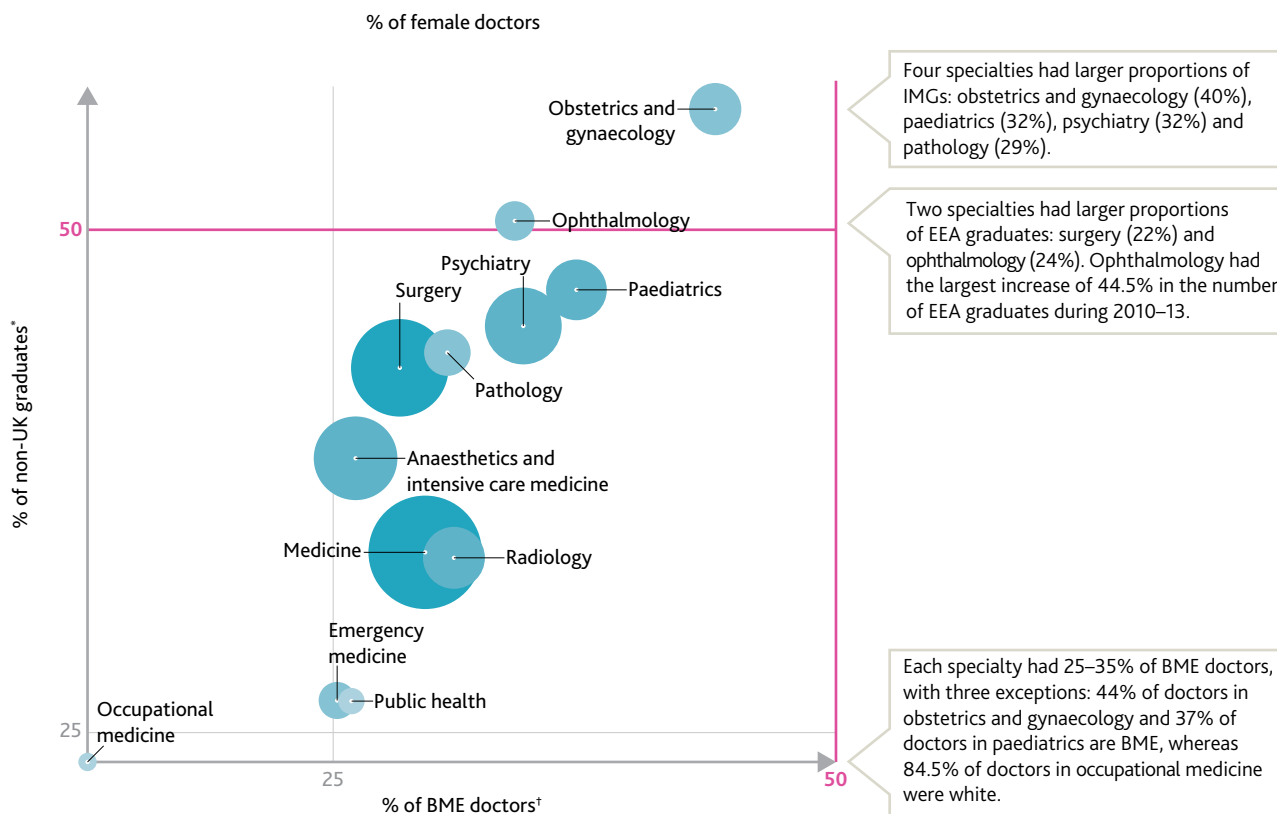 % of female doctors
Four specialties had larger proportions of
IMGs: obstetrics and gynaecology (40%),
paediatrics (32%), psychiatry (32%) and
pathology (29%).
Obstetrics and
gynaecology
Two specialties had larger proportions
of EEA graduates: surgery (22%) and
ophthalmology (24%). Ophthalmology had
the largest increase of 44.5% in the number
of EEA graduates during 2010–13.
50
Ophthalmology
Psychiatry
Surgery
Paediatrics
Pathology
% of non-UK graduates*
Anaesthetics and
intensive care medicine
Medicine
Radiology
Emergency
medicine
Public health
Occupational
medicine
25
Each specialty had 25–35% of BME doctors,
with three exceptions: 44% of doctors in
obstetrics and gynaecology and 37% of
doctors in paediatrics are BME, whereas
84.5% of doctors in occupational medicine
were white.
25
50
% of BME doctors†